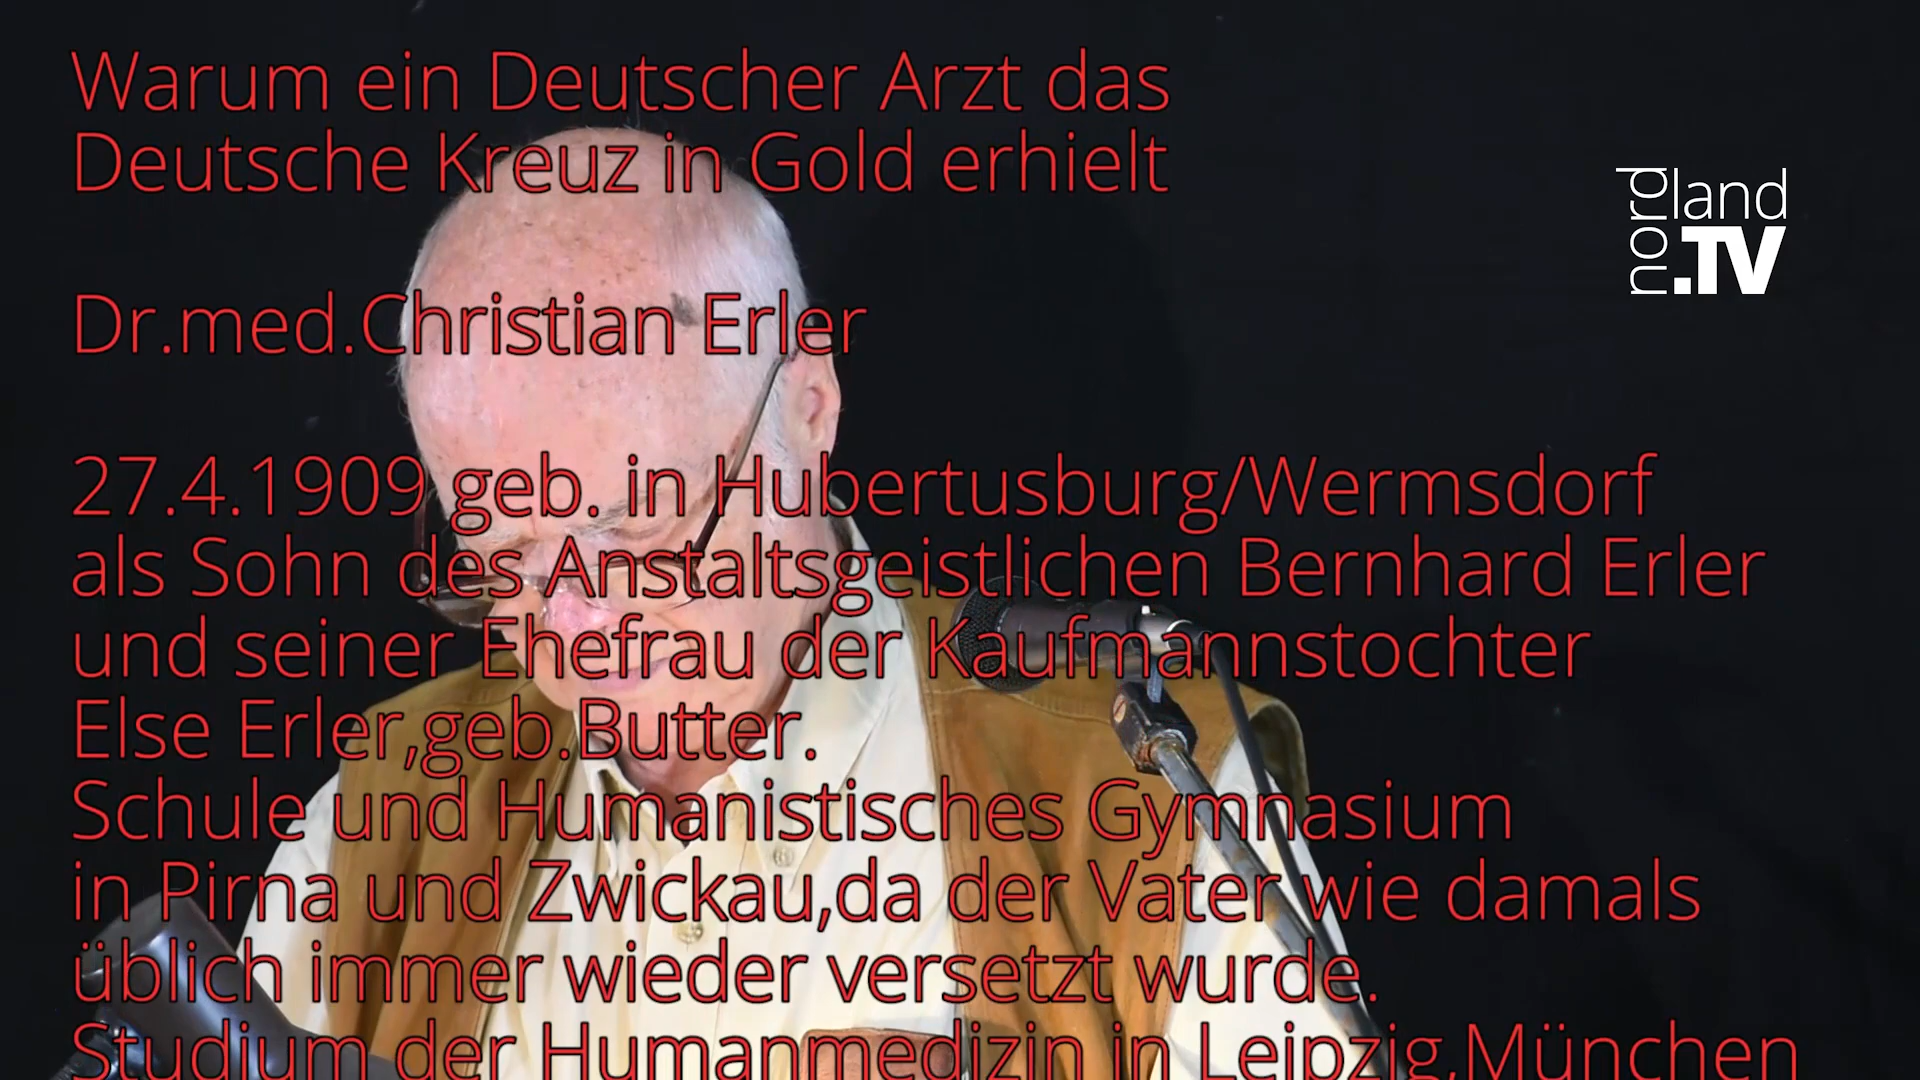 Warum ein Deutscher Arzt das
Deutsche Kreuz in Gold erhielt
nord
land
.TV
Dr.med.Christian Erler
27.4.1909 geb. in Hubertusburg/Wermsdorf
als Sohn des Anstaltsgeistlichen Bernhard Erler
und seiner Ehefrau der Kaufmannstochter
Else Erler,geb.Butter.
Schule und Humanistisches Gymnasium
in Pirna und Zwickau,da der Vater wie damals
üblich immer wieder versetzt wurde.
Studium der Humanmedizin in Leipzig,München